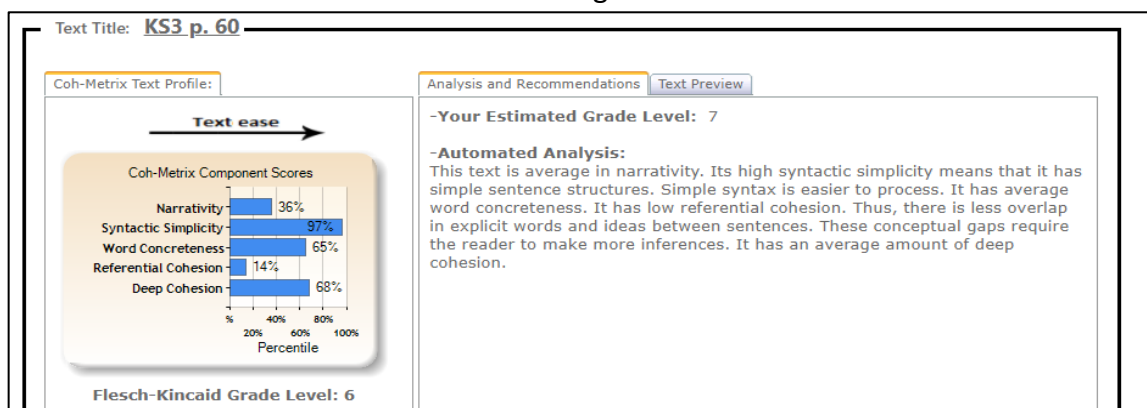 Text Title: KS3 p. 60
Coh-Metrix Text Profile:
Text ease
Coh-Metrix Component Scores
Narrativity 36%
Syntactic Simplicity 97%
Word Concreteness 65%
Referential Cohesion 14%
Deep Cohesion 68%
% 40% 80%
20% 60% 100%
Percentile
Flesch-Kincaid Grade Level: 6
Analysis and Recommendations Text Preview
-Your Estimated Grade Level: 7
-Automated Analysis:
This text is average in narrativity. Its high syntactic simplicity means that it has
simple sentence structures. Simple syntax is easier to process. It has average
word concreteness. It has low referential cohesion. Thus, there is less overlap
in explicit words and ideas between sentences. These conceptual gaps require
the reader to make more inferences. It has an average amount of deep
cohesion.